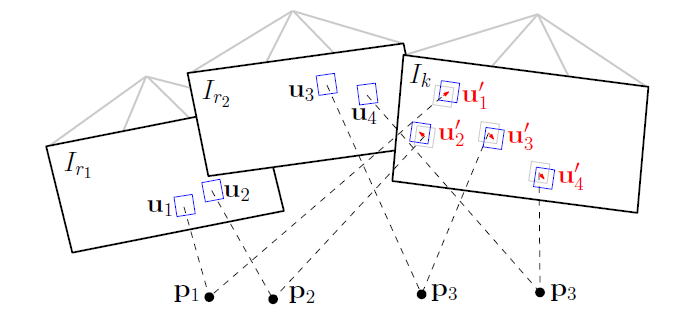 I_{r_1}
I_{r_2}
I_k
u_1
u_2
u_3
u_4
u'_1
u'_2
u'_3
u'_4
p_1
p_2
p_3
p_3